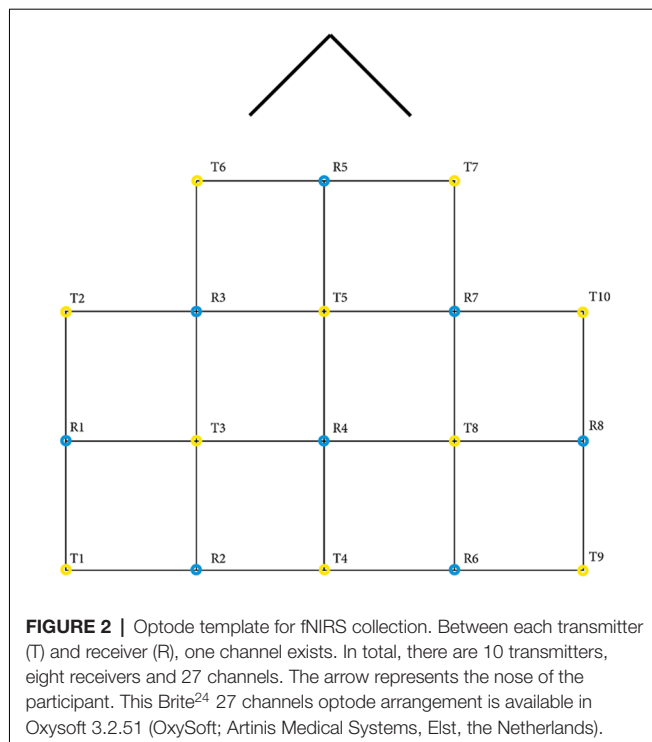 T6 R5 T7
T2 R3 T5 R7 T10
R1 T3 R4 T8 R8
T1 R2 T4 R6 T9
FIGURE 2 | Optode template for fNIRS collection. Between each transmitter
(T) and receiver (R), one channel exists. In total, there are 10 transmitters,
eight receivers and 27 channels. The arrow represents the nose of the
participant. This Brite²⁴ 27 channels optode arrangement is available in
Oxysoft 3.2.51 (OxySoft; Artinis Medical Systems, Elst, the Netherlands).